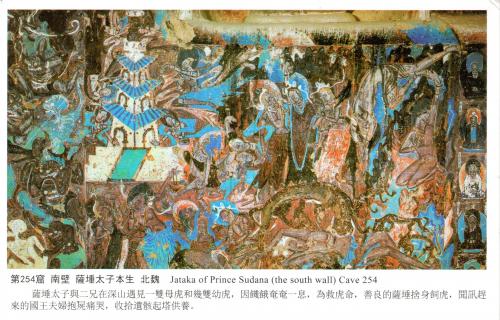 第254窟 南壁 薩埵太子本生 北魏 Jataka of Prince Sudana (the south wall) Cave 254
薩埵太子與二兄在深山遇見一雙母虎和幾雙幼虎，因饑餓奄奄一息，為救虎命，善良的薩埵捨身飼虎，聞訊趕
來的國王夫婦抱屍痛哭，收拾遺骸起塔供養。